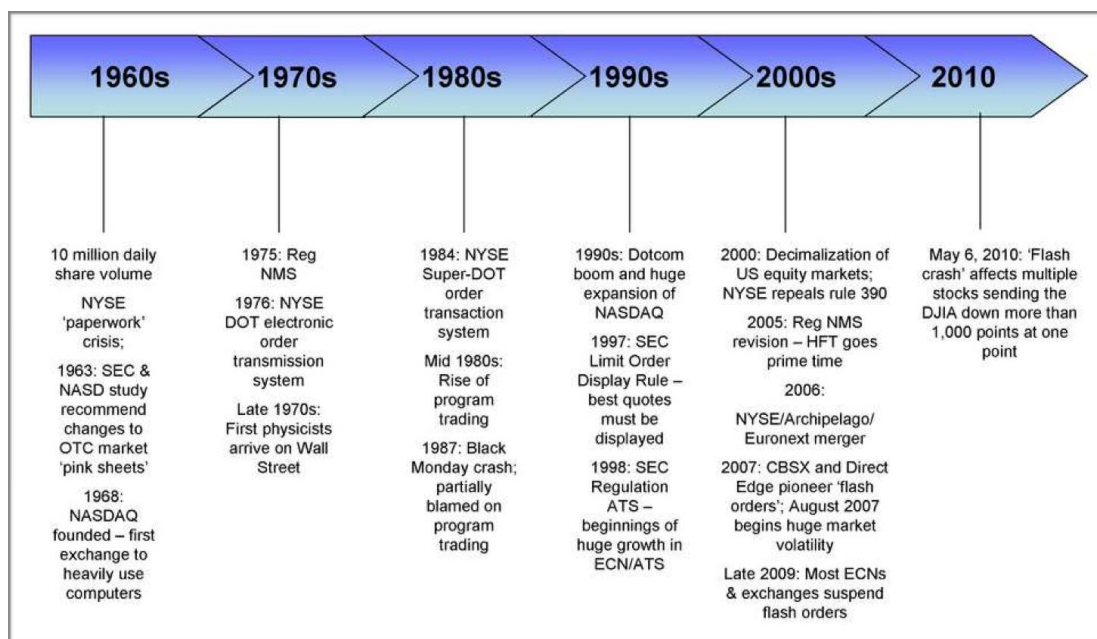 1960s
1970s
1980s
1990s
2000s
2010
10 million daily
share volume
NYSE
‘paperwork’
crisis;
1963: SEC &
NASD study
recommend
changes to
OTC market
‘pink sheets’
1968:
NASDAQ
founded – first
exchange to
heavily use
computers
1975: Reg
NMS
1976: NYSE
DOT electronic
order
transmission
system
Late 1970s:
First physicists
arrive on Wall
Street
1984: NYSE
Super-DOT
order
transaction
system
Mid 1980s:
Rise of
program
trading
1987: Black
Monday crash;
partially
blamed on
program
trading
1990s: Dotcom
boom and huge
expansion of
NASDAQ
1997: SEC
Limit Order
Display Rule –
best quotes
must be
displayed
1998: SEC
Regulation
ATS –
beginnings of
huge growth in
ECN/ATS
2000: Decimalization of
US equity markets;
NYSE repeals rule 390
2005: Reg NMS
revision – HFT goes
prime time
2006:
NYSE/Archipelago/
Euronext merger
2007: CBSX and Direct
Edge pioneer ‘flash
orders’; August 2007
begins huge market
volatility
Late 2009: Most ECNs
& exchanges suspend
flash orders
May 6, 2010: ‘Flash
crash’ affects multiple
stocks sending the
DJIA down more than
1,000 points at one
point